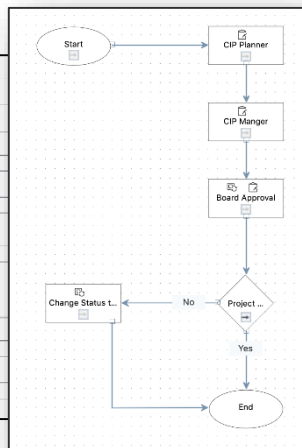 Start
CIP Planner
CIP Manger
Board Approval
Project ...
No
Change Status t...
Yes
End